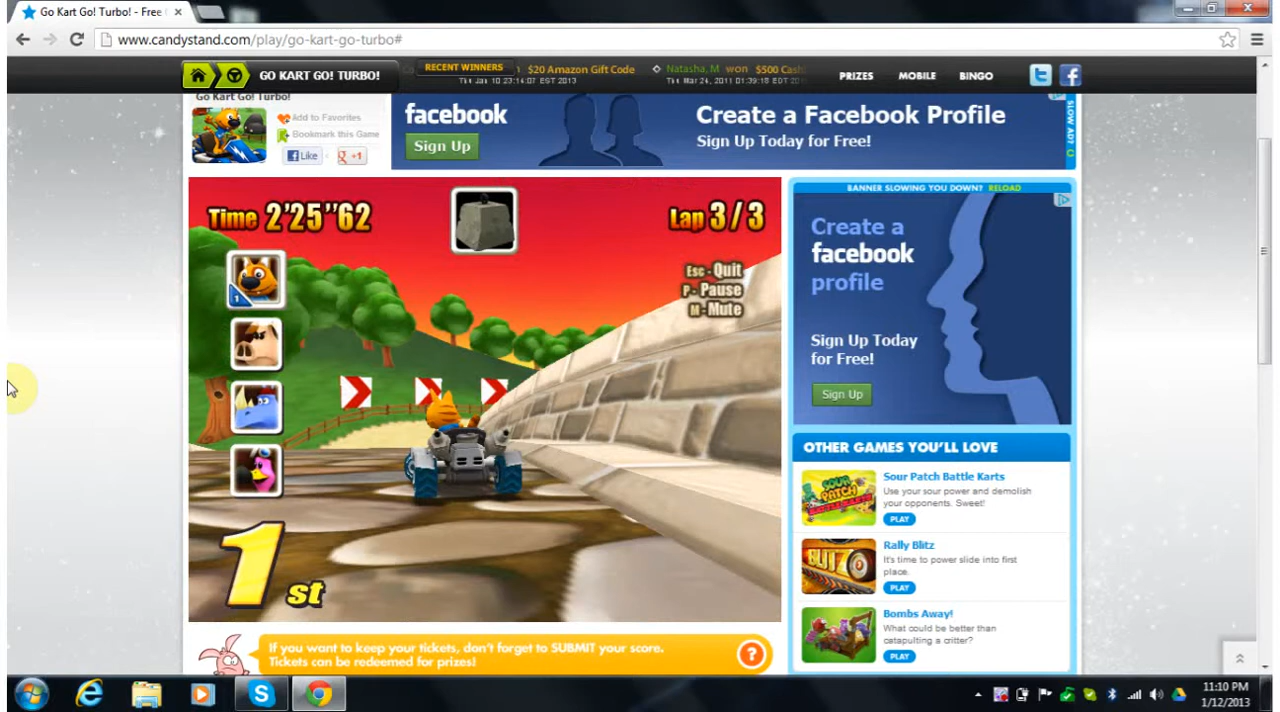 Go Kart Go! Turbo! - Free
www.candystand.com/play/go-kart-go-turbo#
GO KART GO! TURBO!
RECENT WINNERS
$20 Amazon Gift Code
Natasha, M won $500 Cash
PRIZES
MOBILE
BINGO
Go Kart Go! Turbo!
Add to Favorites
Bookmark this Game
Like
+1
facebook
Sign Up
Create a Facebook Profile
Sign Up Today for Free!
SLOW AD?
Time 2'25"62
Lap 3/3
Esc - Quit
P - Pause
M - Mute
1
1st
BANNER SLOWING YOU DOWN? RELOAD
Create a
facebook
profile
Sign Up Today
for Free!
Sign Up
OTHER GAMES YOU'LL LOVE
SOUR PATCH
Sour Patch Battle Karts
Use your sour power and demolish
your opponents. Sweet!
PLAY
BLITZ
Rally Blitz
It's time to power slide into first
place.
PLAY
Bombs Away!
What could be better than
catapulting a critter?
PLAY
If you want to keep your tickets, don't forget to SUBMIT your score.
Tickets can be redeemed for prizes!
?
11:10 PM
1/12/2013